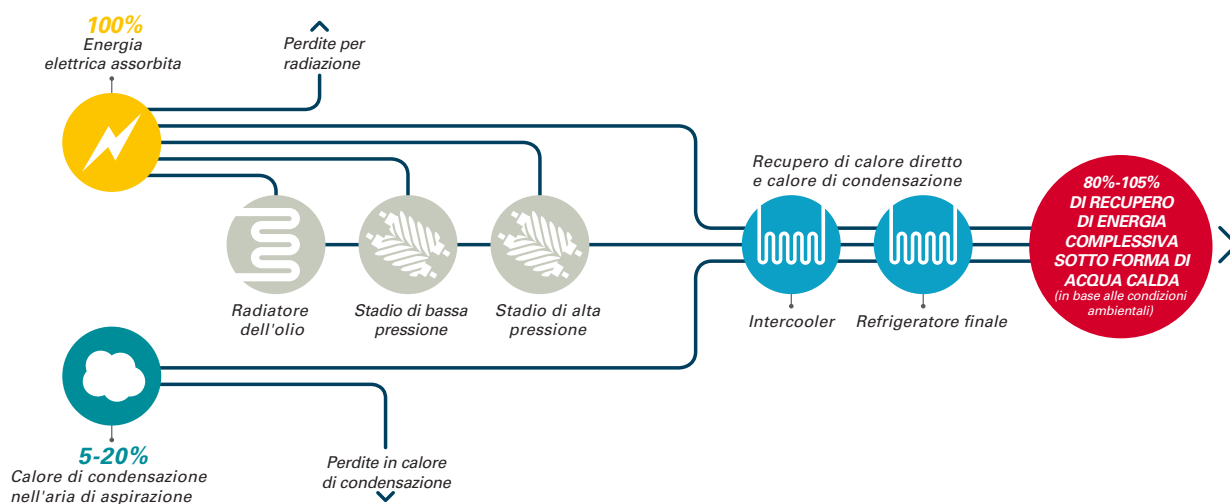 100%
Energia
elettrica assorbita
Perdite per
radiazione
Recupero di calore diretto
e calore di condensazione
80%-105%
DI RECUPERO
DI ENERGIA
COMPLESSIVA
SOTTO FORMA DI
ACQUA CALDA
(in base alle condizioni
ambientali)
Radiatore
dell'olio
Stadio di bassa
pressione
Stadio di alta
pressione
Intercooler
Refrigeratore finale
5-20%
Calore di condensazione
nell'aria di aspirazione
Perdite in calore
di condensazione